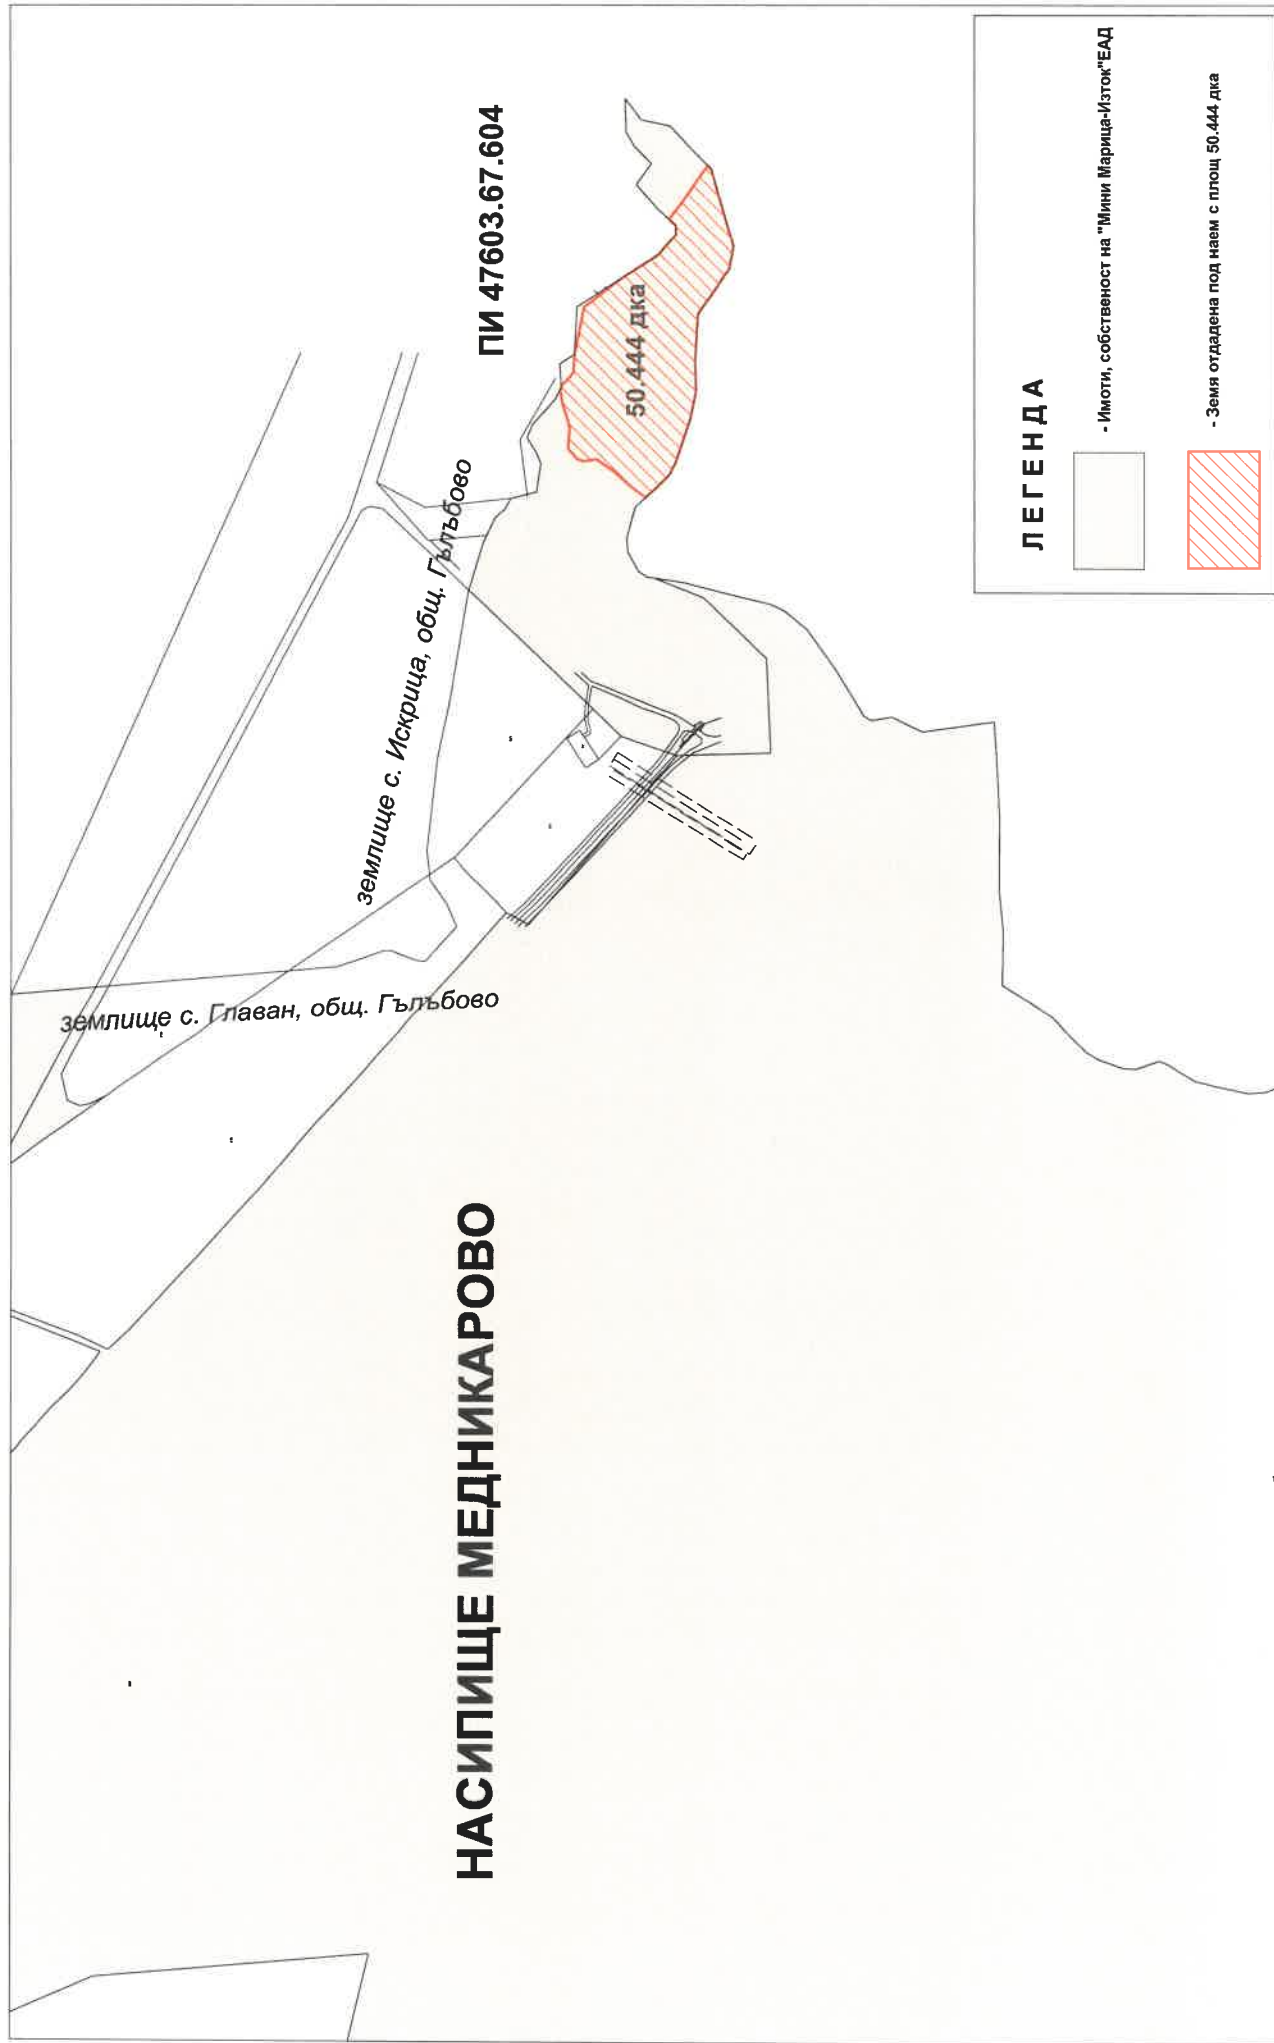 ПИ 47603.67.604
50.444 дка
землище с. Искрица, общ. Гълъбово
землище с. Главан, общ. Гълъбово
НАСИПИЩЕ МЕДНИКАРОВО
ЛЕГЕНДА
- Имоти, собственост на "Мини Марица-Изток"ЕАД
- Земя отдадена под наем с площ 50.444 дка